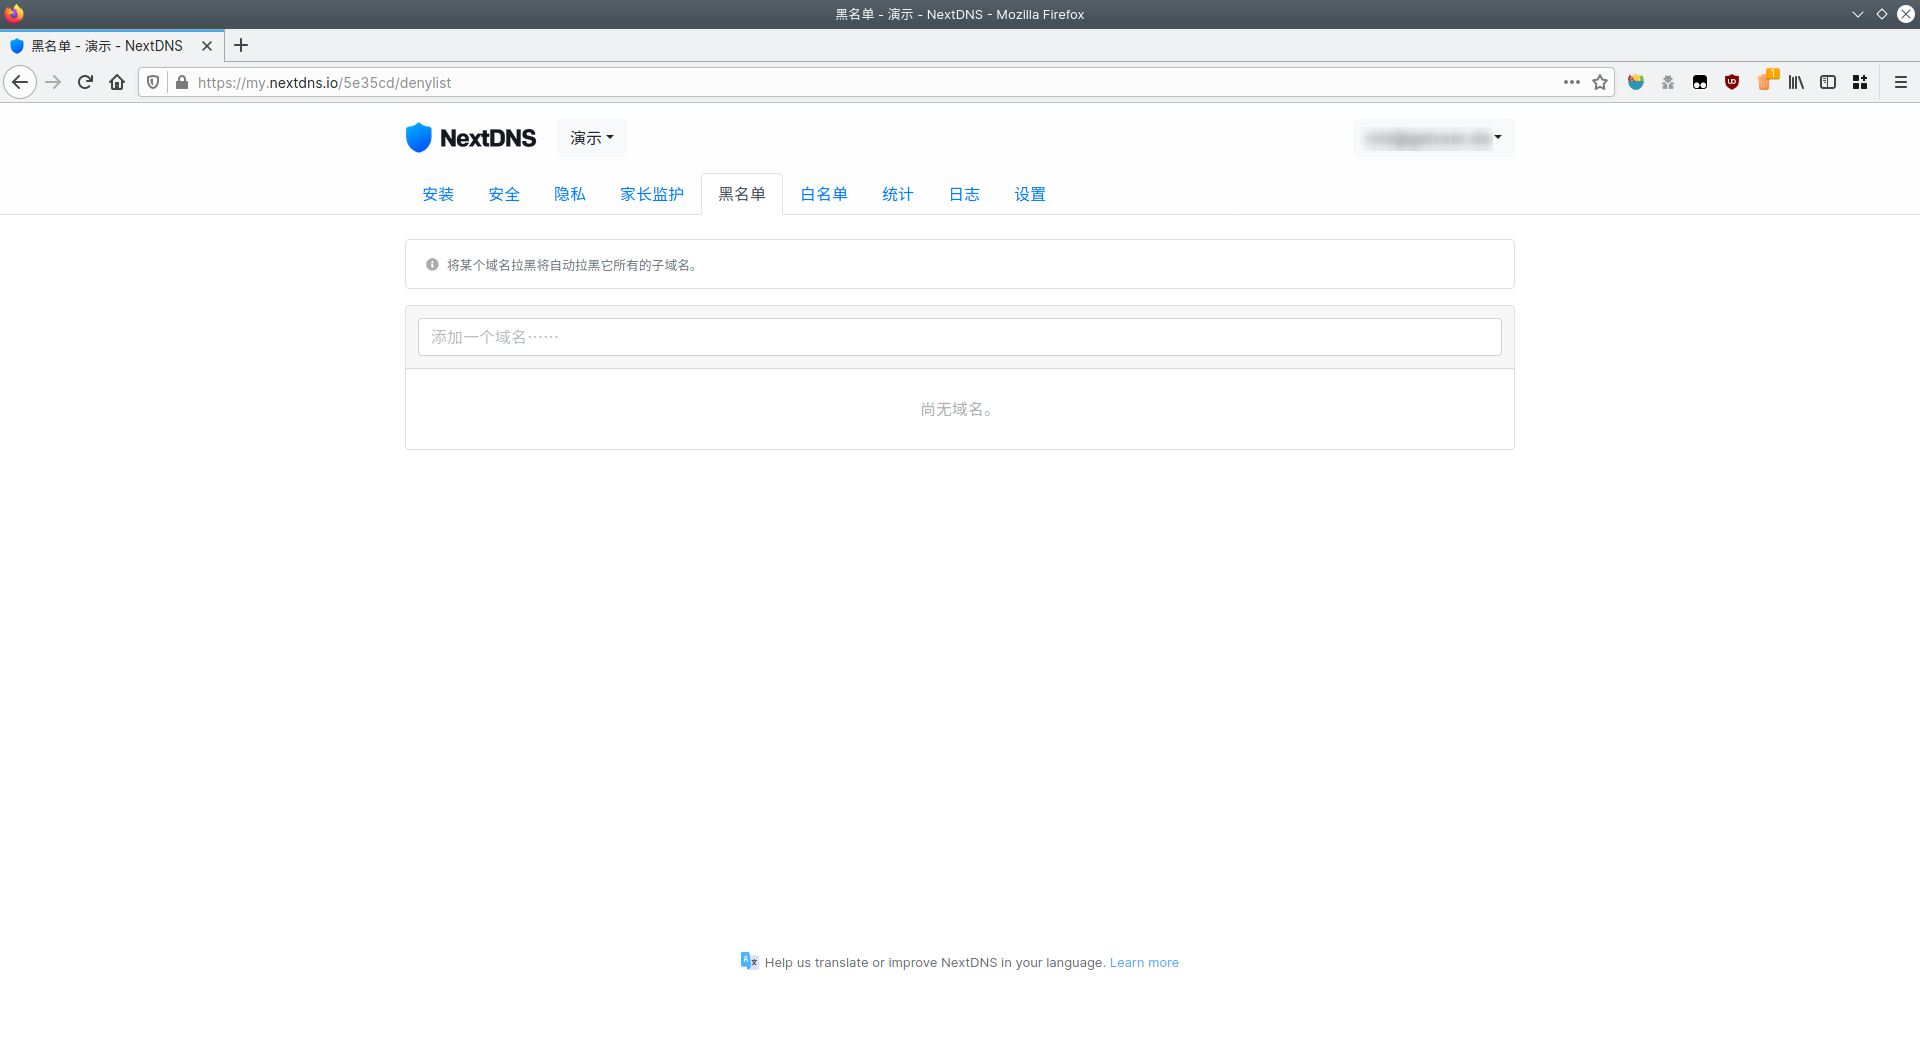 黑名单 - 演示 - NextDNS - Mozilla Firefox
黑名单 - 演示 - NextDNS
https://my.nextdns.io/5e35cd/denylist
1
NextDNS 演示
安装 安全 隐私 家长监护 黑名单 白名单 统计 日志 设置
将某个域名拉黑将自动拉黑它所有的子域名。
添加一个域名……
尚无域名。
Help us translate or improve NextDNS in your language. Learn more